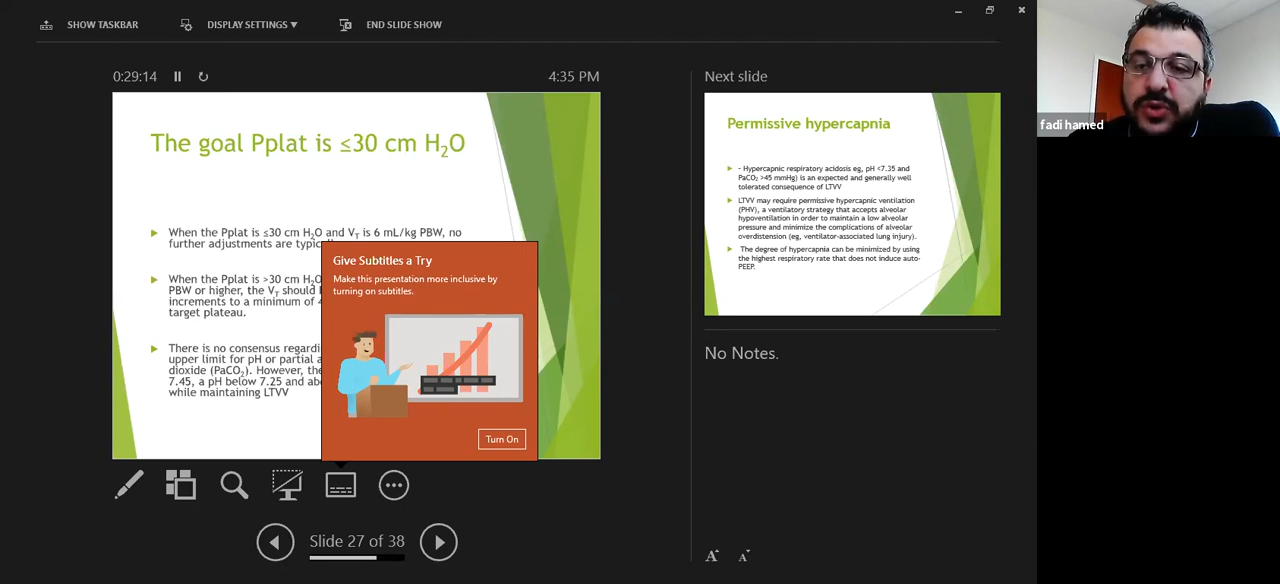 SHOW TASKBAR
DISPLAY SETTINGS ▼
END SLIDE SHOW
0:29:14
4:35 PM
The goal Pplat is ≤30 cm H₂O
When the Pplat is ≤30 cm H₂O and V_T is 6 mL/kg PBW, no
further adjustments are
When the Pplat is >30 cm
PBW or higher, the V_T should
increments to a minimum of
target plateau.
There is no consensus
upper limit for pH or partial
dioxide (PaCO₂). However,
7.45, a pH below 7.25 and
while maintaining LTVV
Give Subtitles a Try
Make this presentation more inclusive by
turning on subtitles.
Turn On
Slide 27 of 38
Next slide
Permissive hypercapnia
- Hypercapnic respiratory acidosis eg, pH <7.35 and
PaCO₂ >45 mmHg) is an expected and generally well
tolerated consequence of LTVV
LTVV may require permissive hypercapnic ventilation
(PHV), a ventilatory strategy that accepts alveolar
hypoventilation in order to maintain a low alveolar
pressure and minimize the complications of alveolar
overdistension (eg, ventilator-associated lung injury).
The degree of hypercapnia can be minimized by using
the highest respiratory rate that does not induce auto-
PEEP.
No Notes.
A A
fadi hamed